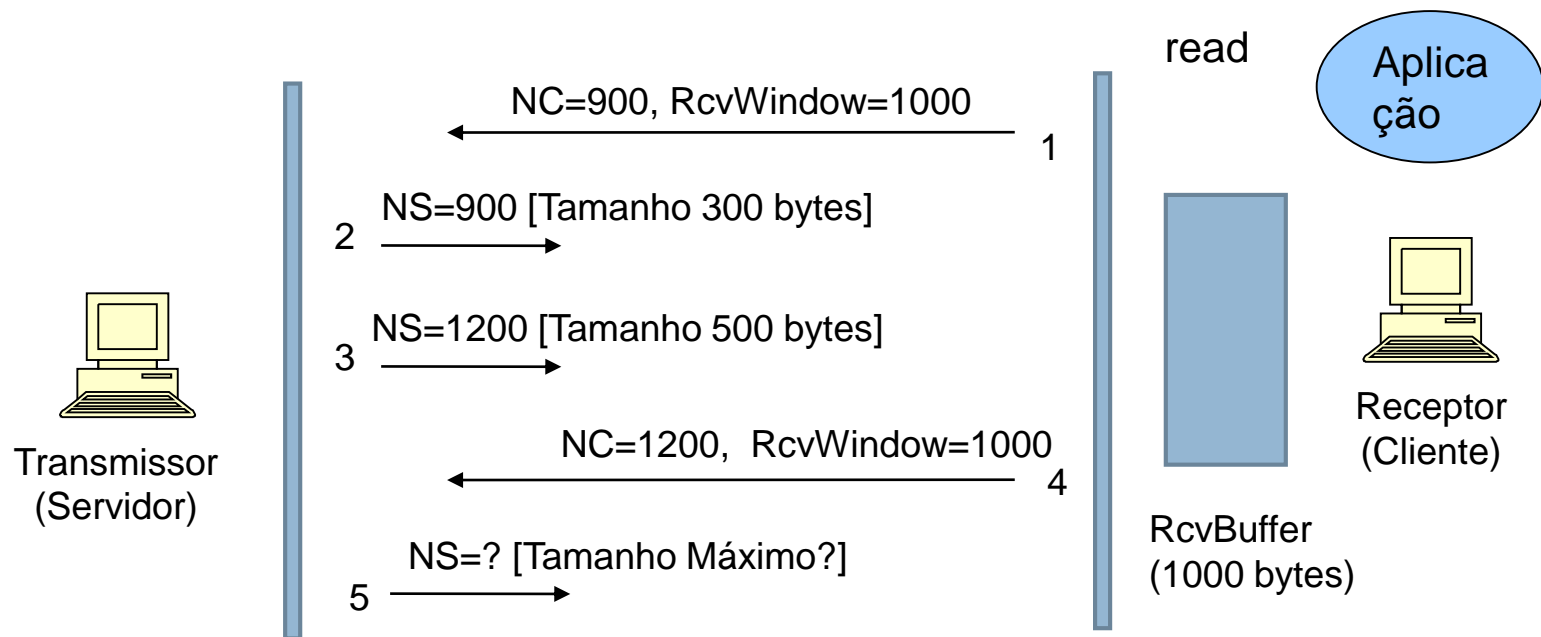 read
Aplica
ção
NC=900, RcvWindow=1000
1
NS=900 [Tamanho 300 bytes]
2
NS=1200 [Tamanho 500 bytes]
3
NC=1200, RcvWindow=1000
4
Transmissor
(Servidor)
Receptor
(Cliente)
NS=? [Tamanho Máximo?]
5
RcvBuffer
(1000 bytes)